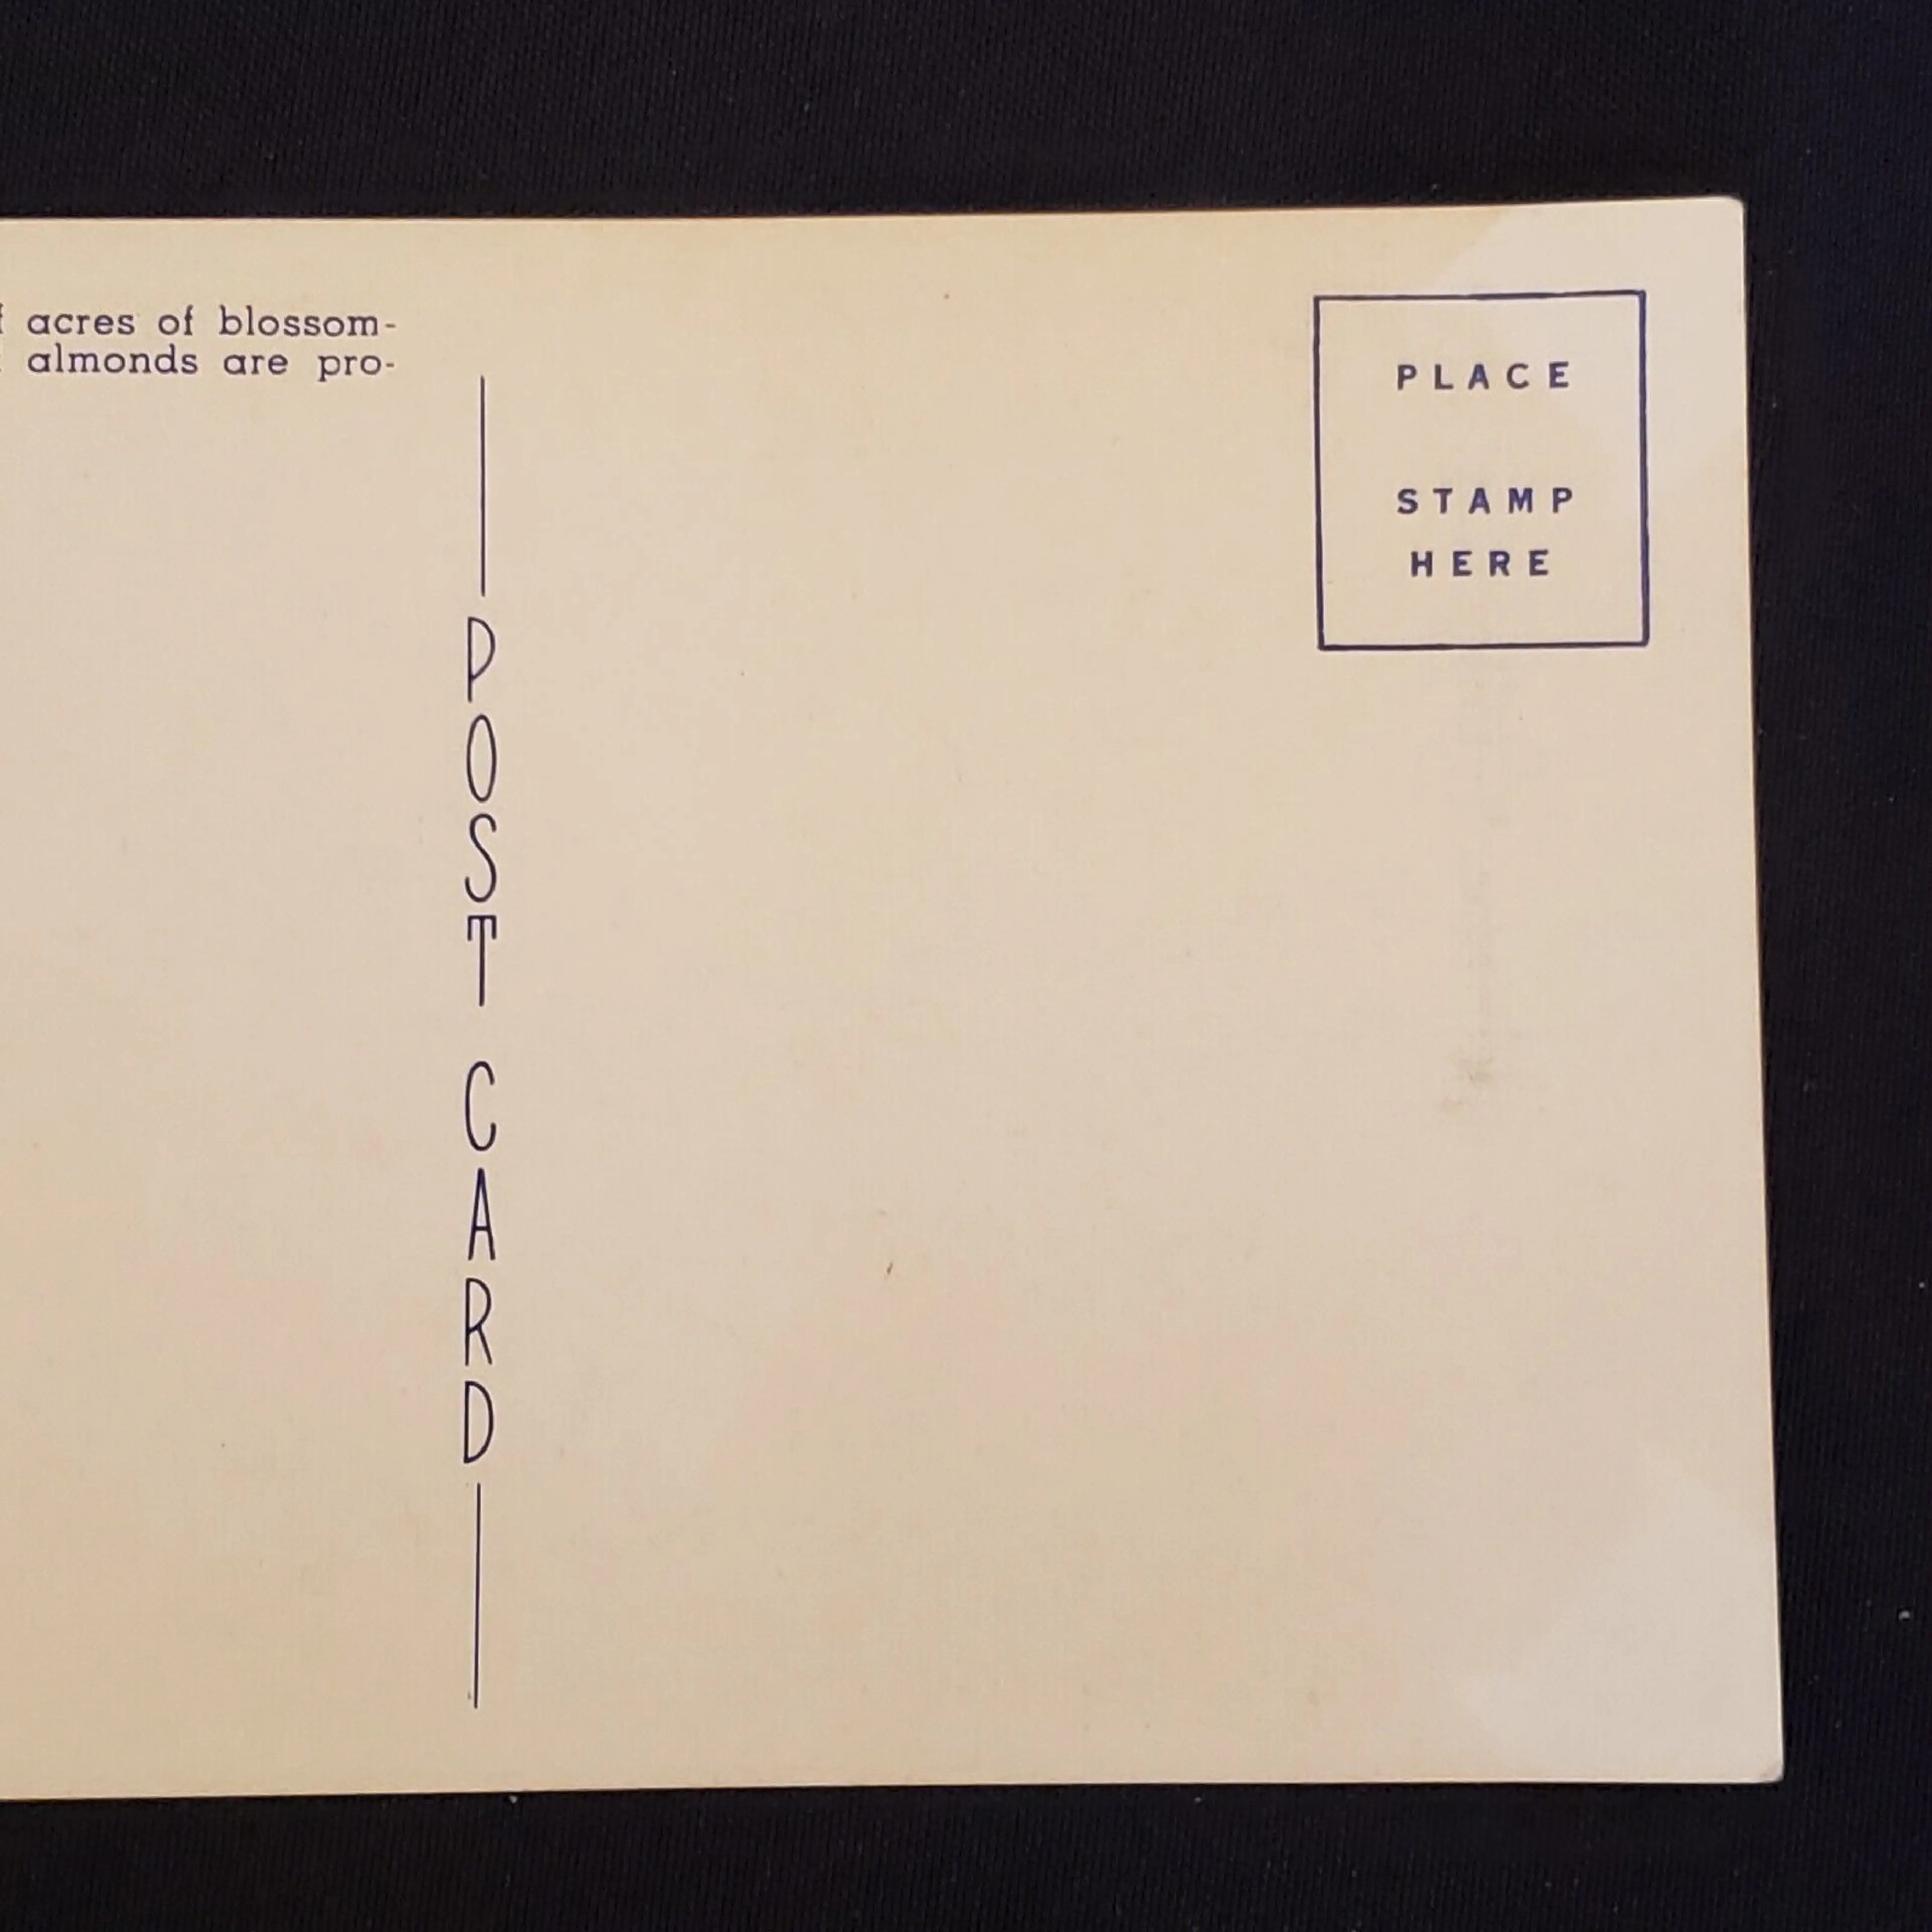 acres of blossom-
almonds are pro-
POST CARD
PLACE
STAMP
HERE